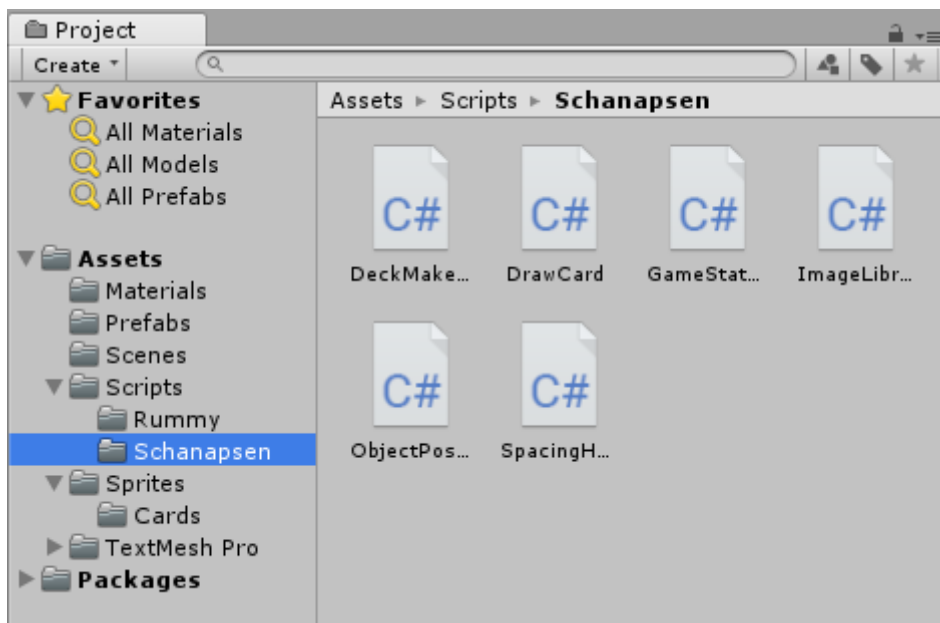 Project
Create
Favorites
All Materials
All Models
All Prefabs
Assets
Materials
Prefabs
Scenes
Scripts
Rummy
Schanapsen
Sprites
Cards
TextMesh Pro
Packages
Assets Scripts Schanapsen
C# C# C# C#
DeckMake... DrawCard GameStat... ImageLibr...
C# C#
ObjectPos... SpacingH...